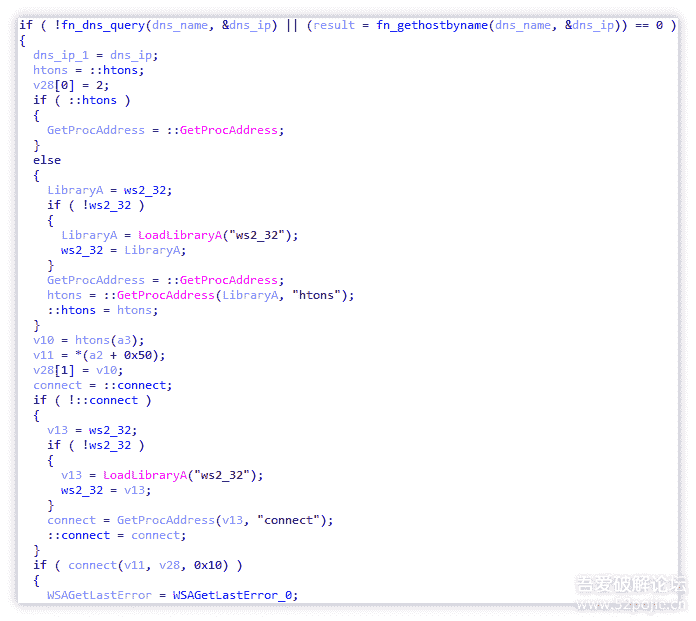 if ( !fn_dns_query(dns_name, &dns_ip) || (result = fn_gethostbyname(dns_name, &dns_ip)) == 0 )
{
  dns_ip_1 = dns_ip;
  htons = ::htons;
  v28[0] = 2;
  if ( ::htons )
  {
    GetProcAddress = ::GetProcAddress;
  }
  else
  {
    LibraryA = ws2_32;
    if ( !ws2_32 )
    {
      LibraryA = LoadLibraryA("ws2_32");
      ws2_32 = LibraryA;
    }
    GetProcAddress = ::GetProcAddress;
    htons = ::GetProcAddress(LibraryA, "htons");
    ::htons = htons;
  }
  v10 = htons(a3);
  v11 = *(a2 + 0x50);
  v28[1] = v10;
  connect = ::connect;
  if ( !::connect )
  {
    v13 = ws2_32;
    if ( !ws2_32 )
    {
      v13 = LoadLibraryA("ws2_32");
      ws2_32 = v13;
    }
    connect = GetProcAddress(v13, "connect");
    ::connect = connect;
  }
  if ( connect(v11, v28, 0x10) )
  {
    WSAGetLastError = WSAGetLastError_0;
吾爱破解论坛
www.52pojie.cn